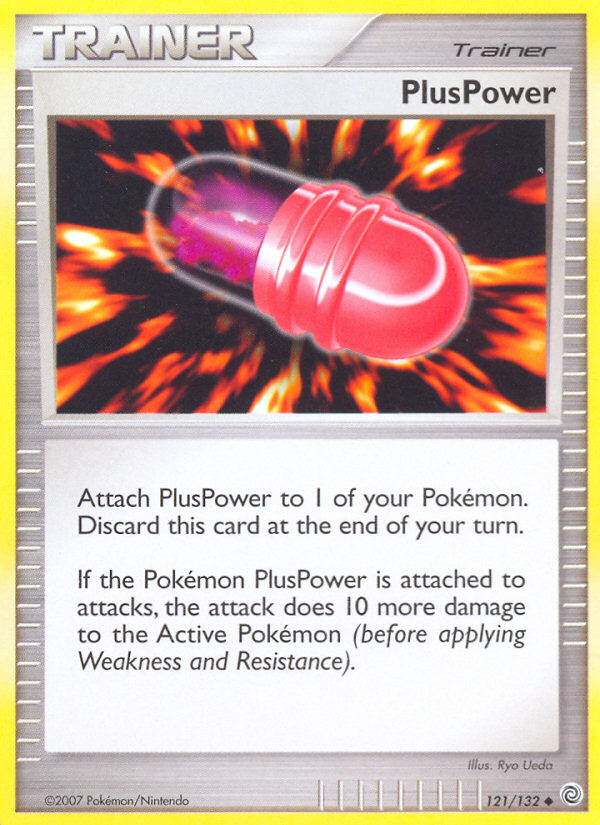 TRAINER
Trainer
PlusPower
Attach PlusPower to 1 of your Pokémon.
Discard this card at the end of your turn.
If the Pokémon PlusPower is attached to
attacks, the attack does 10 more damage
to the Active Pokémon (before applying
Weakness and Resistance).
Illus. Ryo Ueda
©2007 Pokémon/Nintendo
121/132